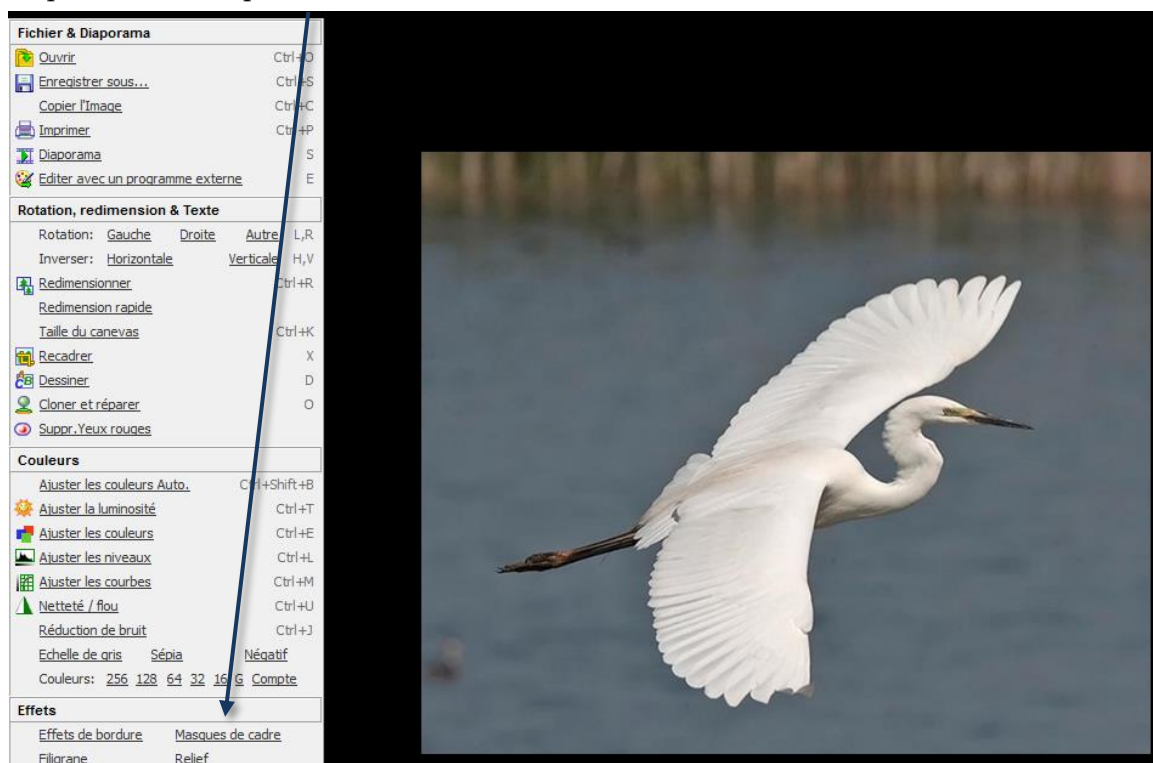 Fichier & Diaporama
Ouvrir Ctrl+O
Enregistrer sous... Ctrl+S
Copier l'Image Ctrl+C
Imprimer Ctrl+P
Diaporama S
Editer avec un programme externe E
Rotation, redimension & Texte
Rotation: Gauche Droite Autre L,R
Inverser: Horizontale Verticale H,V
Redimensionner Ctrl+R
Redimension rapide
Taille du canevas Ctrl+K
Recadrer X
Dessiner D
Cloner et réparer O
Suppr.Yeux rouges
Couleurs
Ajuster les couleurs Auto. Ctrl+Shift+B
Ajuster la luminosité Ctrl+T
Ajuster les couleurs Ctrl+E
Ajuster les niveaux Ctrl+L
Ajuster les courbes Ctrl+M
Netteté / flou Ctrl+U
Réduction de bruit Ctrl+J
Echelle de gris Sépia Négatif
Couleurs: 256 128 64 32 16 G Compte
Effets
Effets de bordure Masques de cadre
Filigrane Relief